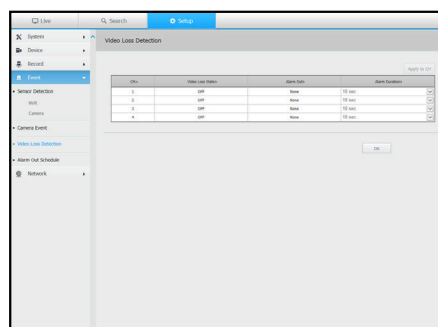 Live
Search
Setup
System
Device
Record
Event
Sensor Detection
NVR
Camera
Camera Event
Video Loss Detection
Alarm Out Schedule
Network
Video Loss Detection
Apply to CH
CH. Video Loss State Alarm Out Alarm Duration
1 Off None 10 sec
2 Off None 10 sec
3 Off None 10 sec
4 Off None 10 sec
OK